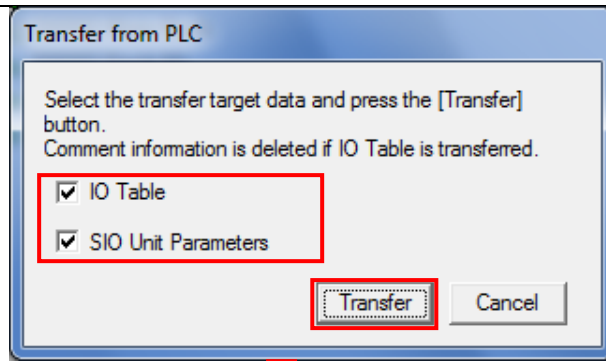 Transfer from PLC
Select the transfer target data and press the [Transfer]
button.
Comment information is deleted if IO Table is transferred.
IO Table
SIO Unit Parameters
Transfer
Cancel